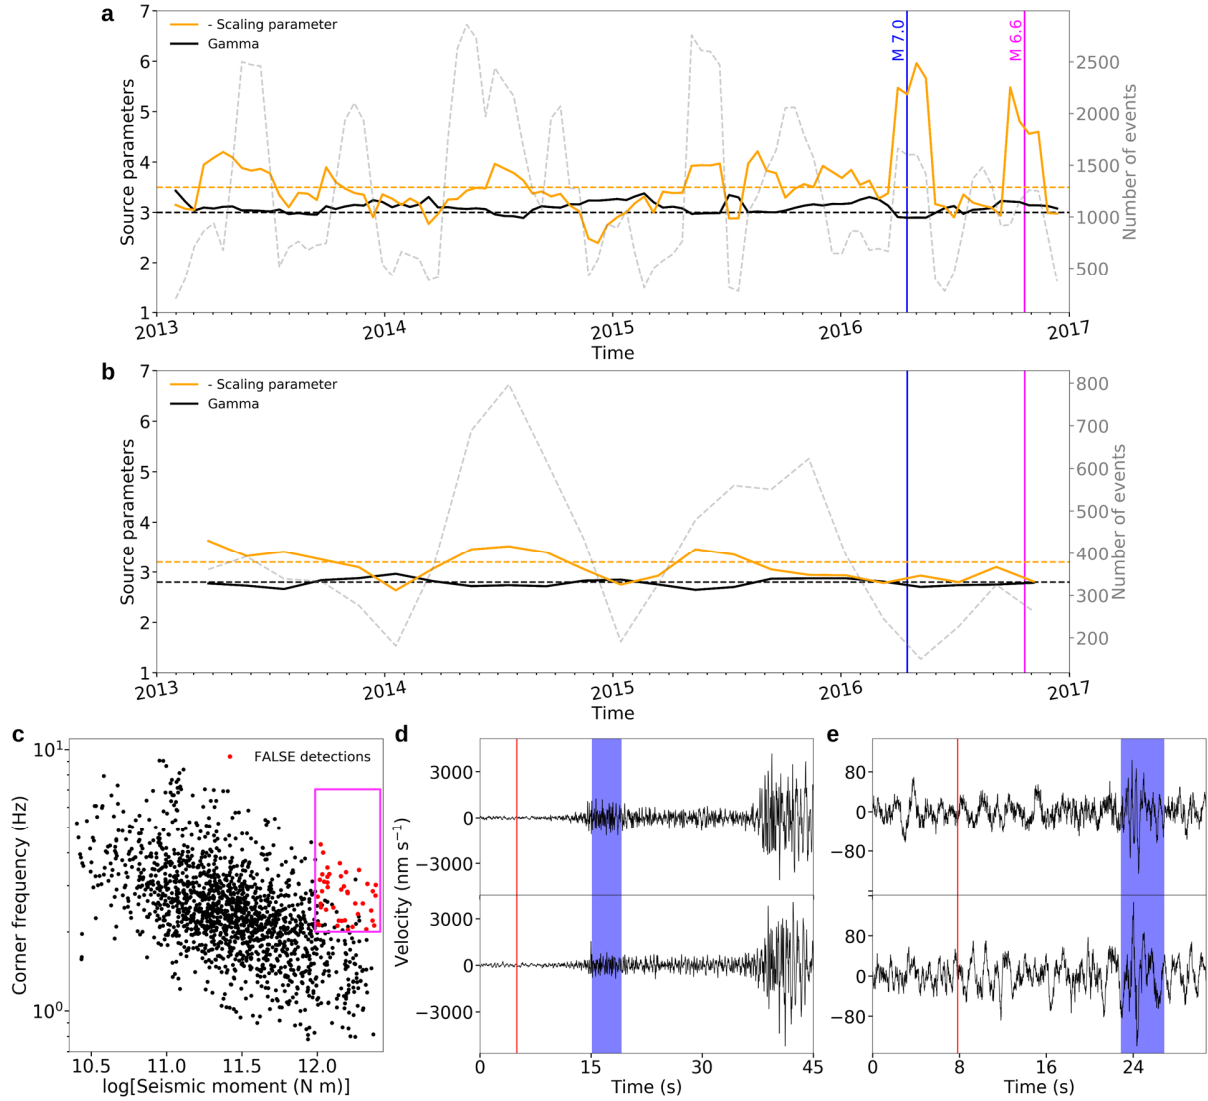 a
- Scaling parameter
Gamma
M 7.0
M 6.6
7
6
5
4
3
2
1
Source parameters
2500
2000
1500
1000
500
Number of events
2013
2014
2015
2016
2017
Time
b
- Scaling parameter
Gamma
7
6
5
4
3
2
1
Source parameters
800
700
600
500
400
300
200
Number of events
2013
2014
2015
2016
2017
Time
c
FALSE detections
10¹
10⁰
Corner frequency (Hz)
10.5
11.0
11.5
12.0
log[Seismic moment (N m)]
d
3000
0
−3000
3000
0
−3000
Velocity (nm s⁻¹)
0
15
30
45
Time (s)
e
80
0
−80
80
0
−80
0
8
16
24
Time (s)